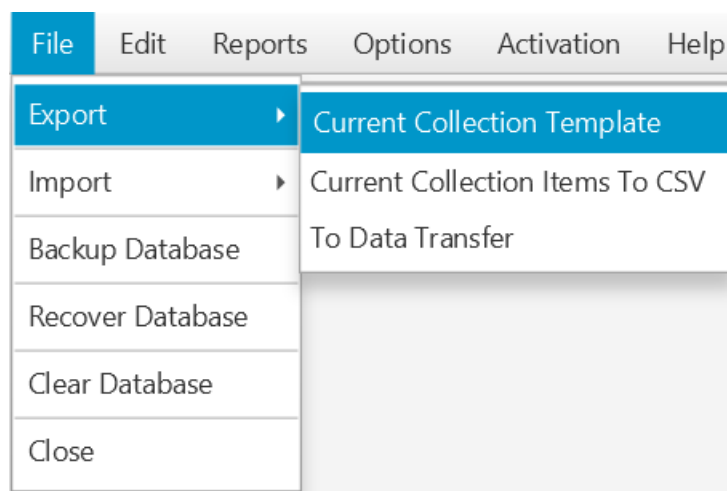 File Edit Reports Options Activation Help
Export
Current Collection Template
Import
Current Collection Items To CSV
Backup Database
To Data Transfer
Recover Database
Clear Database
Close